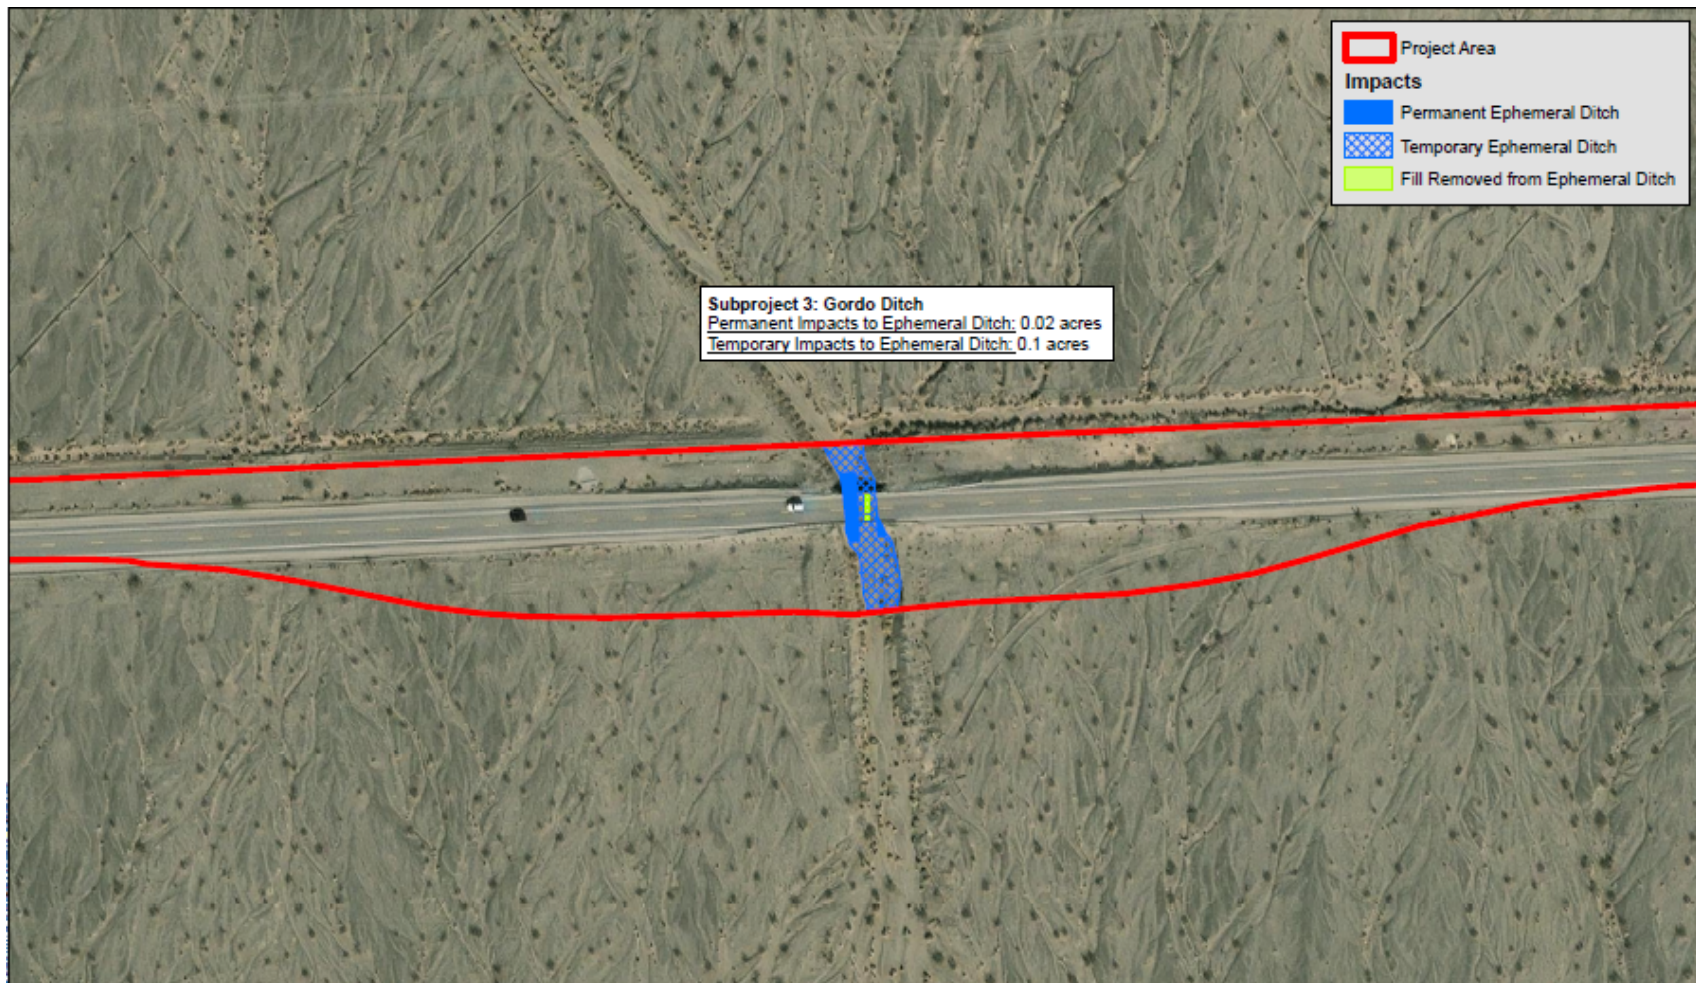 Project Area
Impacts
Permanent Ephemeral Ditch
Temporary Ephemeral Ditch
Fill Removed from Ephemeral Ditch
Subproject 3: Gordo Ditch
Permanent Impacts to Ephemeral Ditch: 0.02 acres
Temporary Impacts to Ephemeral Ditch: 0.1 acres